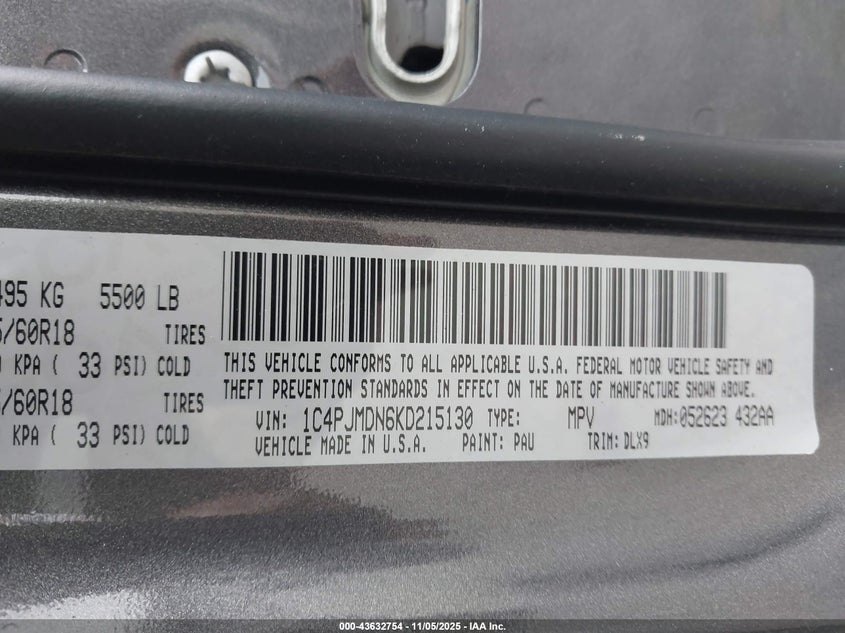 495 KG 5500 LB
5/60R18 TIRES
KPA ( 33 PSI) COLD
5/60R18 TIRES
KPA ( 33 PSI) COLD
THIS VEHICLE CONFORMS TO ALL APPLICABLE U.S.A. FEDERAL MOTOR VEHICLE SAFETY AND
THEFT PREVENTION STANDARDS IN EFFECT ON THE DATE OF MANUFACTURE SHOWN ABOVE.
VIN: 1C4PJMDN6KD215130 TYPE: MPV MDH:052623 432AA
VEHICLE MADE IN U.S.A. PAINT: PAU TRIM: DLX9
000-43632754 - 11/05/2025 - IAA Inc.